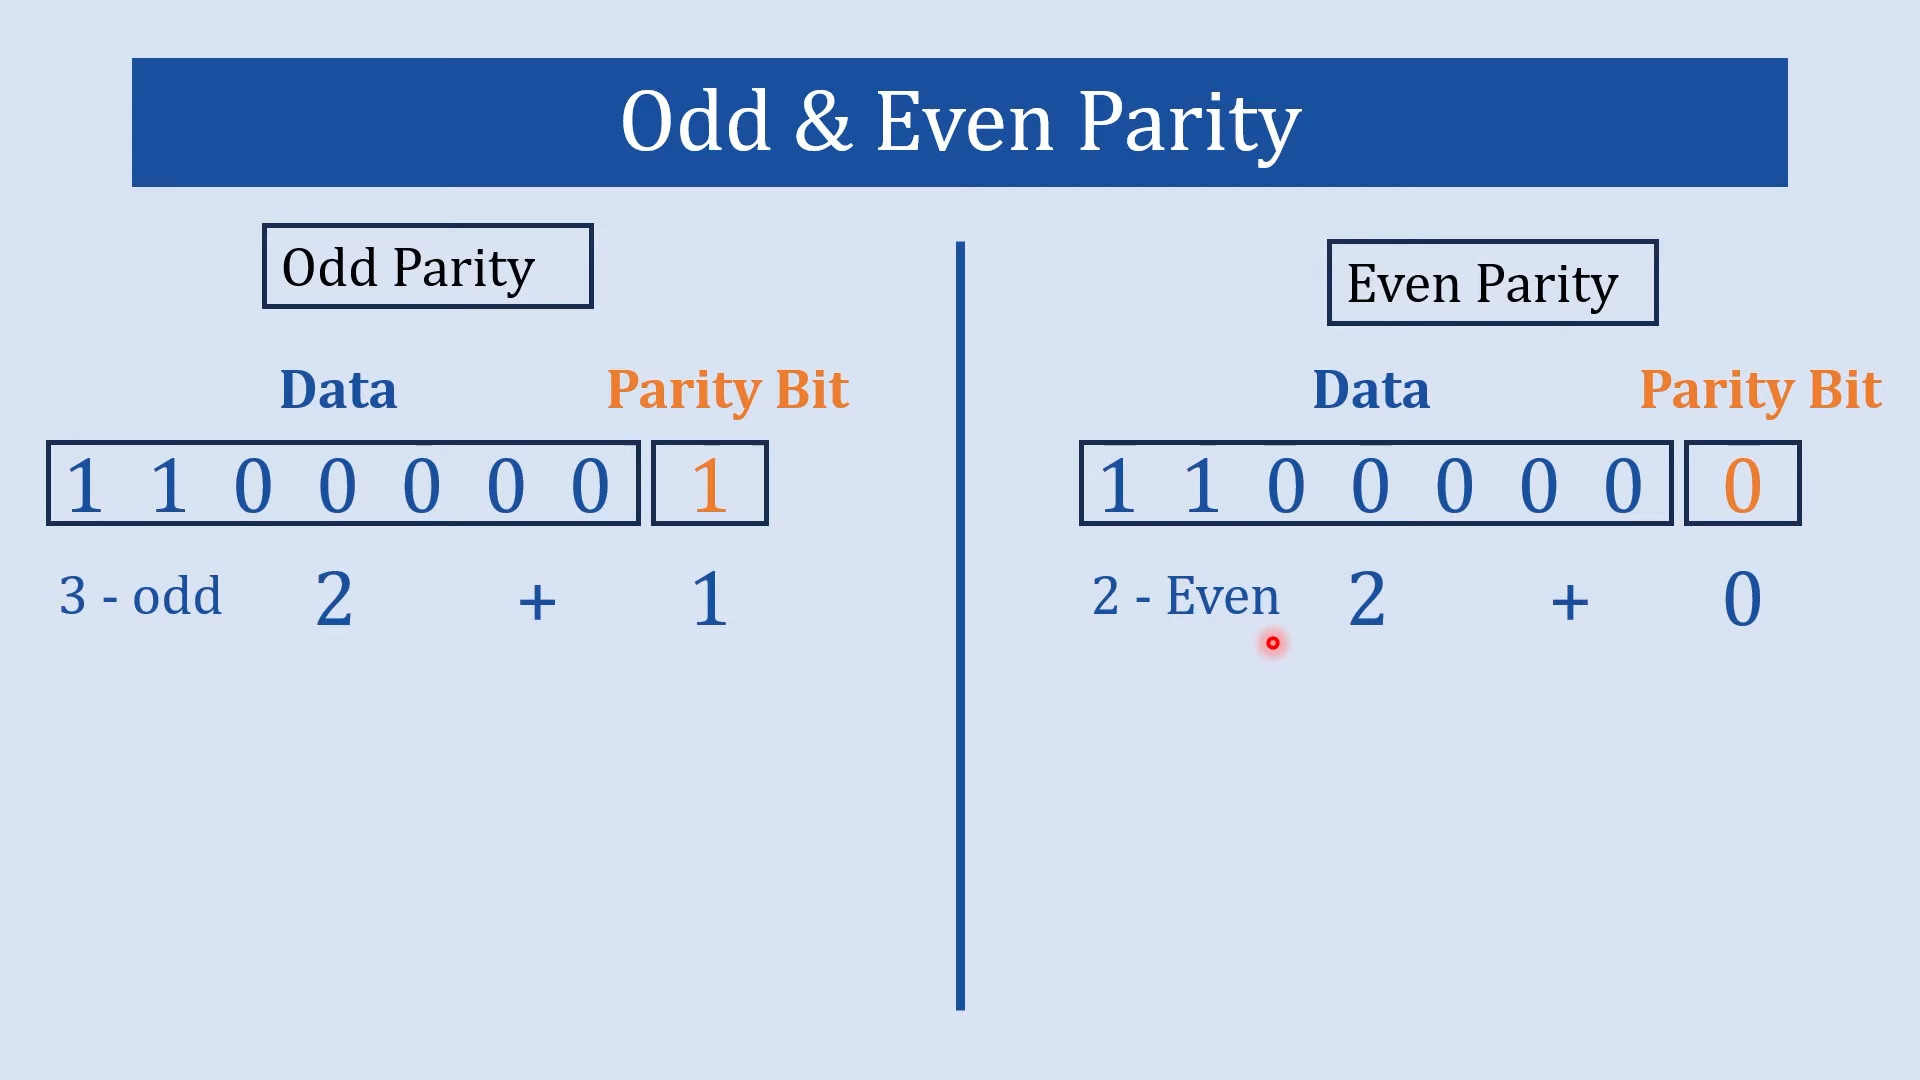 Odd & Even Parity
Odd Parity
Data Parity Bit
1 1 0 0 0 0 0 1
3 - odd 2 + 1
Even Parity
Data Parity Bit
1 1 0 0 0 0 0 0
2 - Even 2 + 0